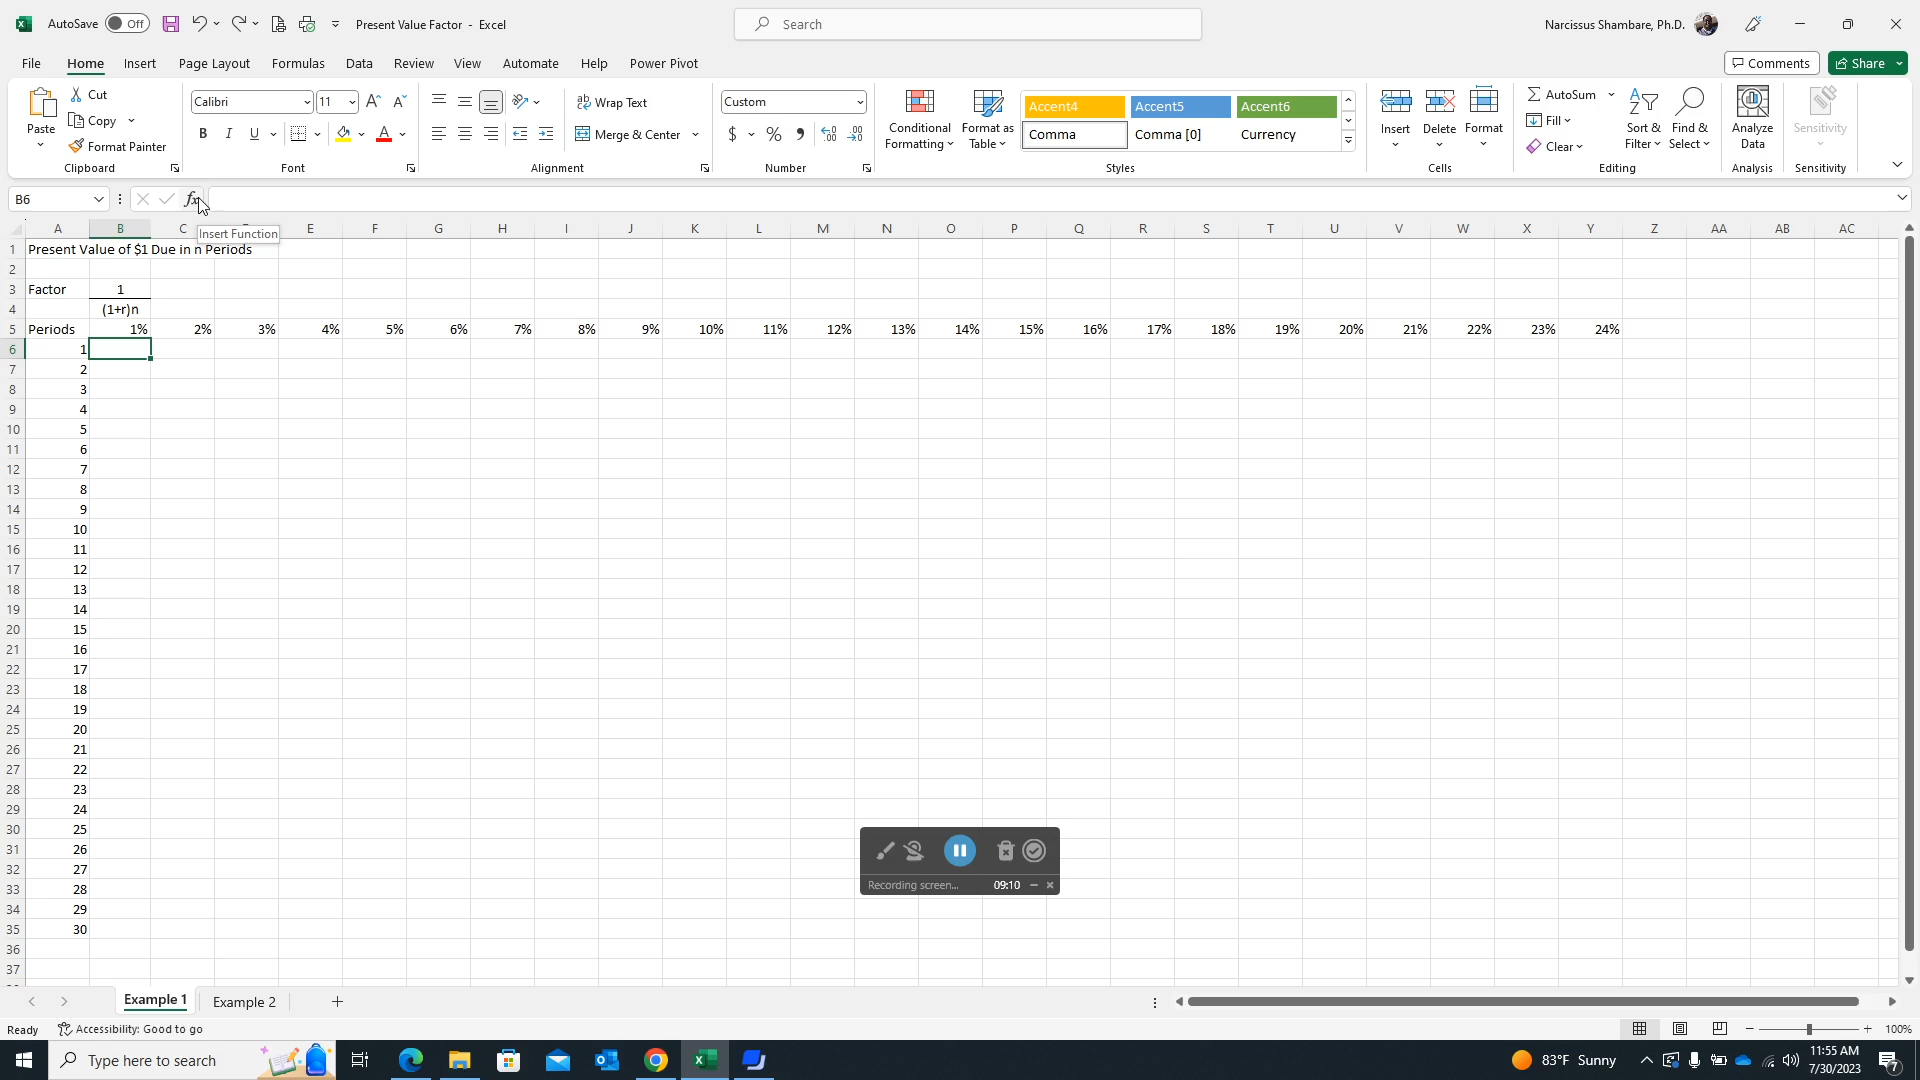 AutoSave Off Present Value Factor - Excel Search Narcissus Shambare, Ph.D.
File Home Insert Page Layout Formulas Data Review View Automate Help Power Pivot Comments Share
Paste Cut Copy Format Painter Clipboard
Calibri 11 B I U A Font
ab Wrap Text Merge & Center Alignment
Custom $ % , Number
Conditional Formatting Format as Table
Accent4 Accent5 Accent6
Comma Comma [0] Currency
Styles
Insert Delete Format Cells
AutoSum Fill Clear Sort & Filter Find & Select Editing
Analyze Data Analysis
Sensitivity Sensitivity
B6 fx
Insert Function
A B C E F G H I J K L M N O P Q R S T U V W X Y Z AA AB AC
1 Present Value of $1 Due in n Periods
2
3 Factor 1
4 (1+r)n
5 Periods 1% 2% 3% 4% 5% 6% 7% 8% 9% 10% 11% 12% 13% 14% 15% 16% 17% 18% 19% 20% 21% 22% 23% 24%
6 1
7 2
8 3
9 4
10 5
11 6
12 7
13 8
14 9
15 10
16 11
17 12
18 13
19 14
20 15
21 16
22 17
23 18
24 19
25 20
26 21
27 22
28 23
29 24
30 25
31 26
32 27
33 28
34 29
35 30
36
37
Recording screen... 09:10
Example 1 Example 2
Ready Accessibility: Good to go 100%
Type here to search 83°F Sunny 11:55 AM
7/30/2023 7